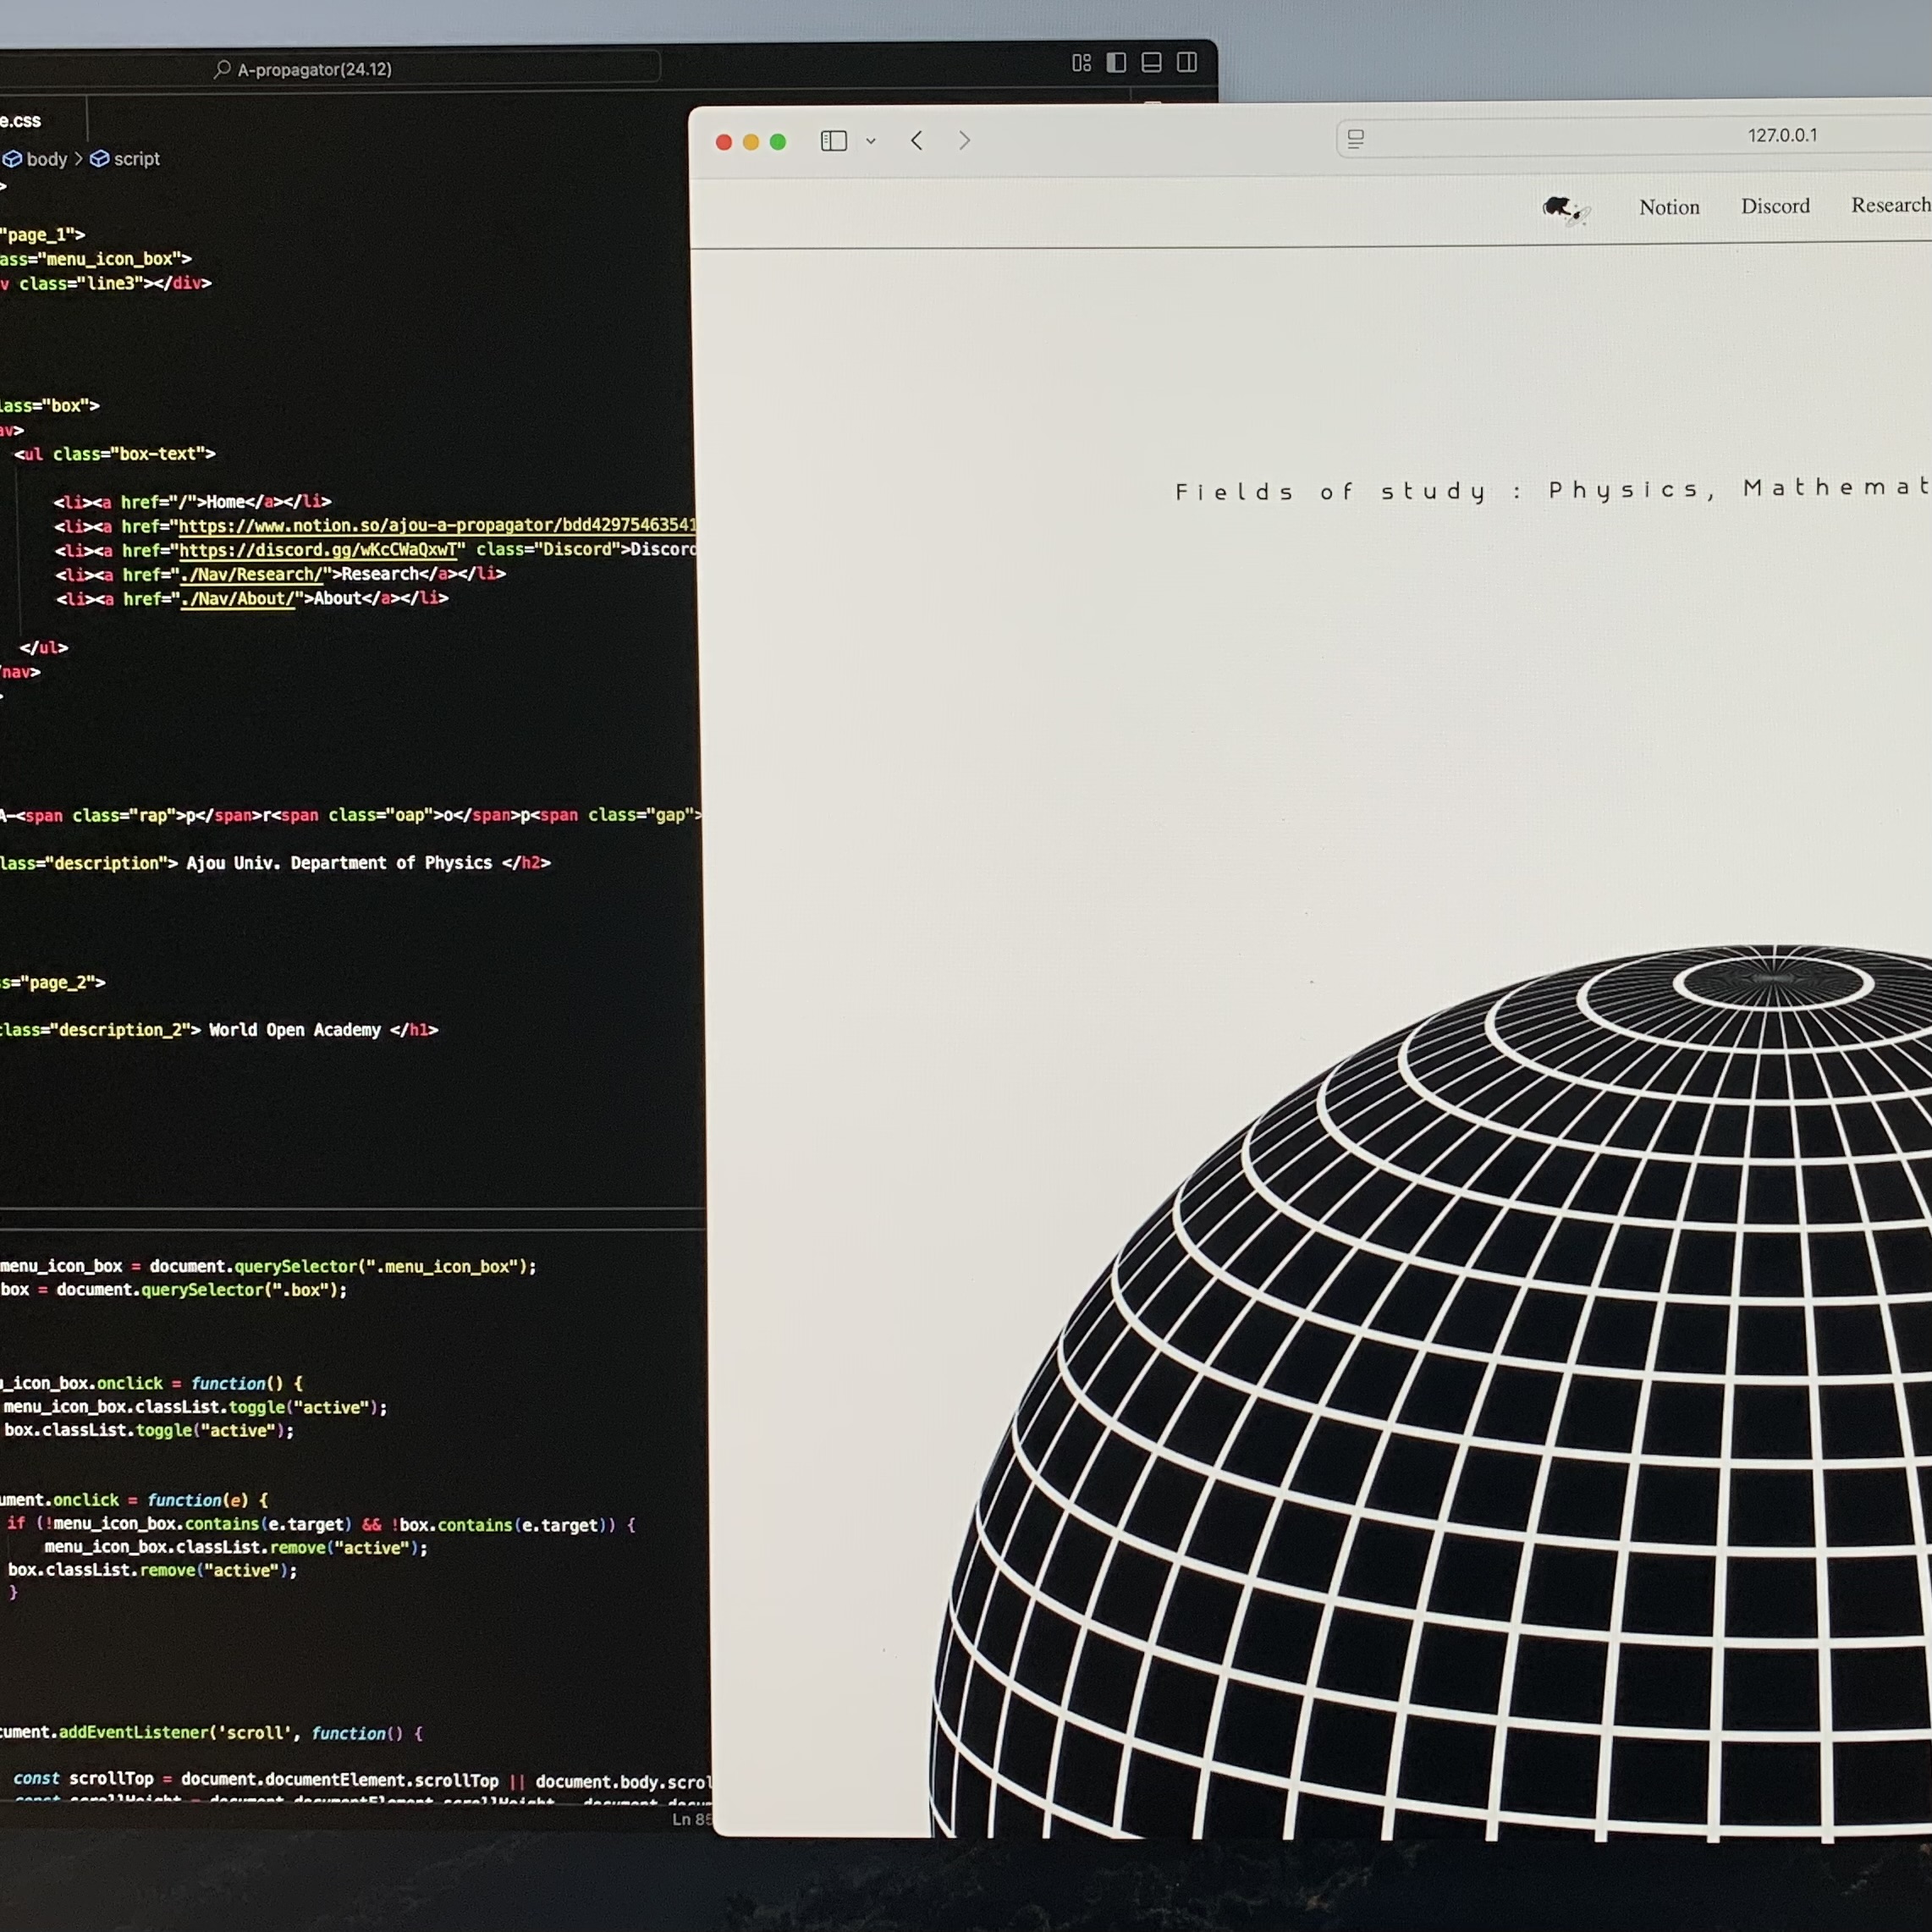 A-propagator(24.12)
e.css
body > script
>
"page_1">
ass="menu_icon_box">
v class="line3"></div>
lass="box">
av>
<ul class="box-text">
<li><a href="/">Home</a></li>
<li><a href="https://www.notion.so/ajou-a-propagator/bdd42975463541
<li><a href="https://discord.gg/wKcCWaQxwT" class="Discord">Discord
<li><a href="./Nav/Research/">Research</a></li>
<li><a href="./Nav/About/">About</a></li>
</ul>
/nav>
>
A-<span class="rap">p</span>r<span class="oap">o</span>p<span class="gap">
lass="description"> Ajou Univ. Department of Physics </h2>
s="page_2">
class="description_2"> World Open Academy </h1>
menu_icon_box = document.querySelector(".menu_icon_box");
box = document.querySelector(".box");
u_icon_box.onclick = function() {
menu_icon_box.classList.toggle("active");
box.classList.toggle("active");
ument.onclick = function(e) {
if (!menu_icon_box.contains(e.target) && !box.contains(e.target)) {
menu_icon_box.classList.remove("active");
box.classList.remove("active");
}
cument.addEventListener('scroll', function() {
const scrollTop = document.documentElement.scrollTop || document.body.scrol
Ln 85
127.0.0.1
Notion Discord Research
Fields of study : Physics, Mathemat